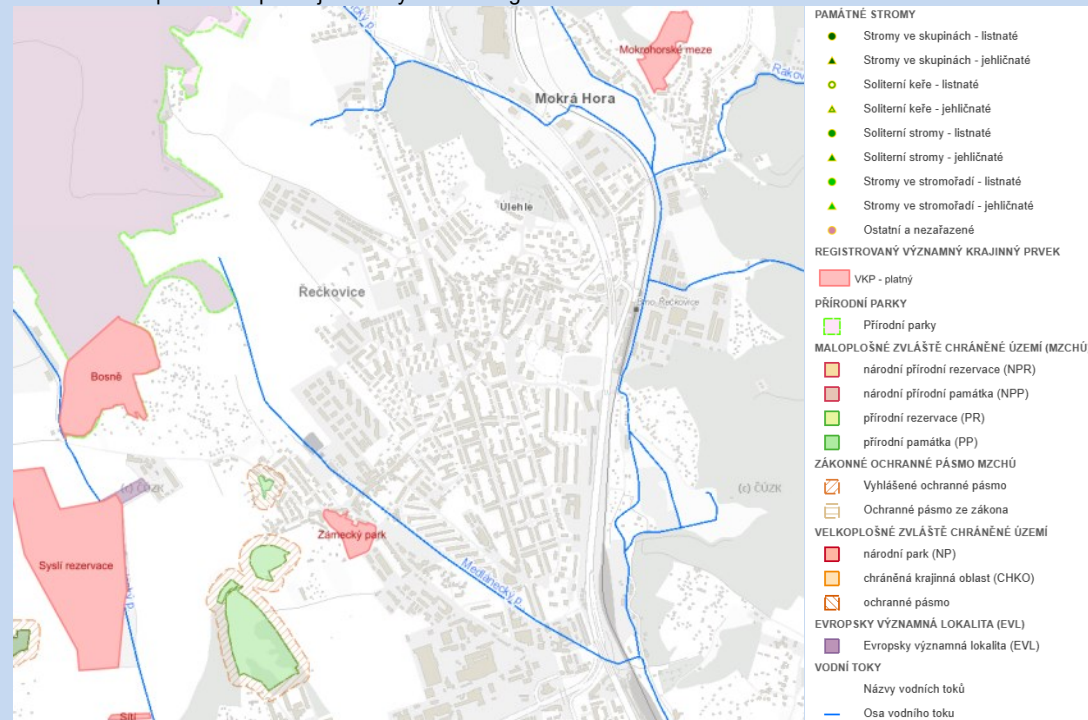 Mokrohorské meze
Mokrá Hora
Ulehle
Řečkovice
Brno-Řečkovice
Bosně
(c) ČÚZK
(c) ČÚZK
Zámecký park
Syslí rezervace
Medlánecký p.
Sítí
PAMÁTNÉ STROMY
Stromy ve skupinách - listnaté
Stromy ve skupinách - jehličnaté
Soliterní keře - listnaté
Soliterní keře - jehličnaté
Soliterní stromy - listnaté
Soliterní stromy - jehličnaté
Stromy ve stromořadí - listnaté
Stromy ve stromořadí - jehličnaté
Ostatní a nezařazené
REGISTROVANÝ VÝZNAMNÝ KRAJINNÝ PRVEK
VKP - platný
PŘÍRODNÍ PARKY
Přírodní parky
MALOPLOŠNÉ ZVLÁŠTĚ CHRÁNĚNÉ ÚZEMÍ (MZCHÚ)
národní přírodní rezervace (NPR)
národní přírodní památka (NPP)
přírodní rezervace (PR)
přírodní památka (PP)
ZÁKONNÉ OCHRANNÉ PÁSMO MZCHÚ
Vyhlášené ochranné pásmo
Ochranné pásmo ze zákona
VELKOPLOŠNÉ ZVLÁŠTĚ CHRÁNĚNÉ ÚZEMÍ
národní park (NP)
chráněná krajinná oblast (CHKO)
ochranné pásmo
EVROPSKY VÝZNAMNÁ LOKALITA (EVL)
Evropsky významná lokalita (EVL)
VODNÍ TOKY
Názvy vodních toků
Osa vodního toku